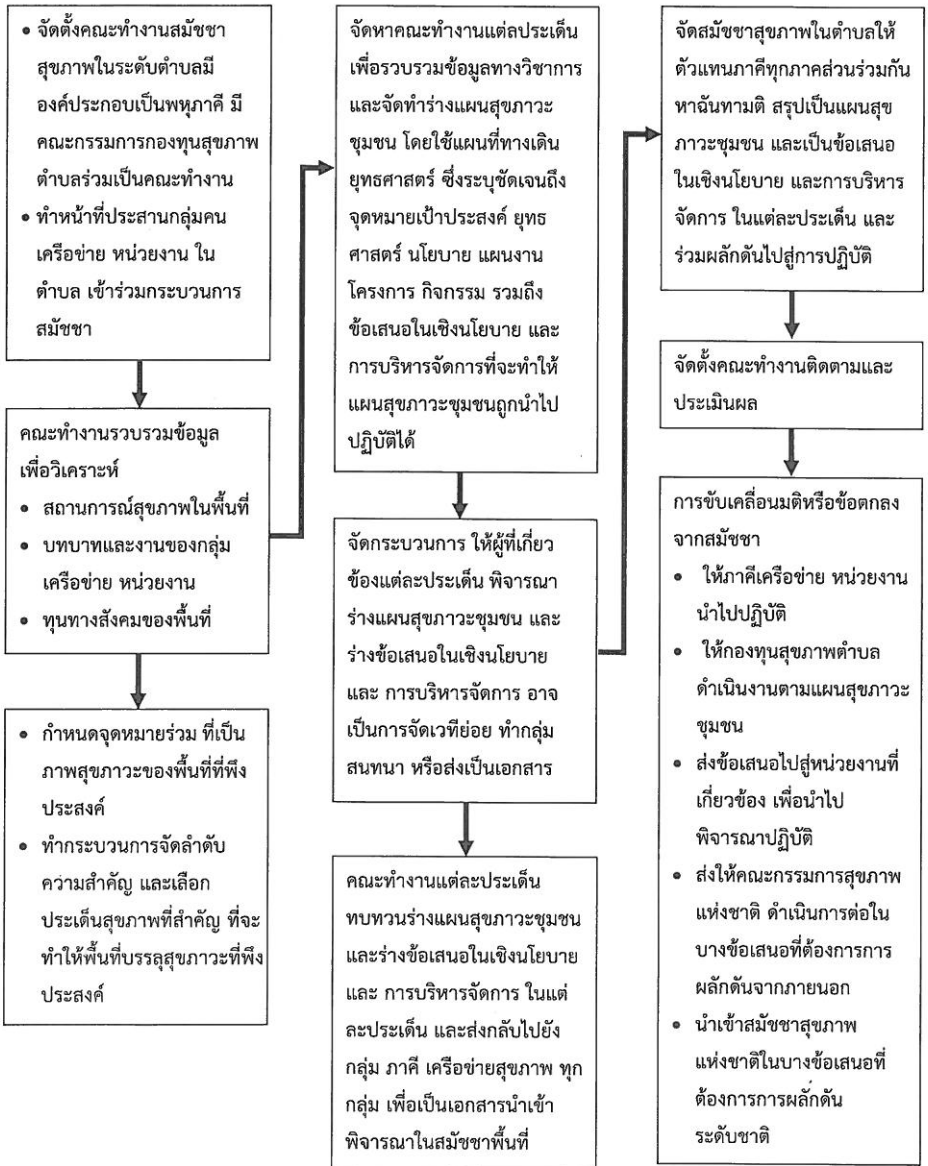 • จัดตั้งคณะทำงานสมัชชา
สุขภาพในระดับตำบลมี
องค์ประกอบเป็นพหุภาคี มี
คณะกรรมการกองทุนสุขภาพ
ตำบลร่วมเป็นคณะทำงาน
• ทำหน้าที่ประสานกลุ่มคน
เครือข่าย หน่วยงาน ใน
ตำบล เข้าร่วมกระบวนการ
สมัชชา
คณะทำงานรวบรวมข้อมูล
เพื่อวิเคราะห์
• สถานการณ์สุขภาพในพื้นที่
• บทบาทและงานของกลุ่ม
เครือข่าย หน่วยงาน
• ทุนทางสังคมของพื้นที่
• กำหนดจุดหมายร่วม ที่เป็น
ภาพสุขภาวะของพื้นที่ที่พึง
ประสงค์
• ทำกระบวนการจัดลำดับ
ความสำคัญ และเลือก
ประเด็นสุขภาพที่สำคัญ ที่จะ
ทำให้พื้นที่บรรลุสุขภาวะที่พึง
ประสงค์
จัดหาคณะทำงานแต่ลประเด็น
เพื่อรวบรวมข้อมูลทางวิชาการ
และจัดทำร่างแผนสุขภาวะ
ชุมชน โดยใช้แผนที่ทางเดิน
ยุทธศาสตร์ ซึ่งระบุชัดเจนถึง
จุดหมายเป้าประสงค์ ยุทธ
ศาสตร์ นโยบาย แผนงาน
โครงการ กิจกรรม รวมถึง
ข้อเสนอในเชิงนโยบาย และ
การบริหารจัดการที่จะทำให้
แผนสุขภาวะชุมชนถูกนำไป
ปฏิบัติได้
จัดกระบวนการ ให้ผู้ที่เกี่ยว
ข้องแต่ละประเด็น พิจารณา
ร่างแผนสุขภาวะชุมชน และ
ร่างข้อเสนอในเชิงนโยบาย
และ การบริหารจัดการ อาจ
เป็นการจัดเวทีย่อย ทำกลุ่ม
สนทนา หรือส่งเป็นเอกสาร
คณะทำงานแต่ละประเด็น
ทบทวนร่างแผนสุขภาวะชุมชน
และร่างข้อเสนอในเชิงนโยบาย
และ การบริหารจัดการ ในแต่
ละประเด็น และส่งกลับไปยัง
กลุ่ม ภาคี เครือข่ายสุขภาพ ทุก
กลุ่ม เพื่อเป็นเอกสารนำเข้า
พิจารณาในสมัชชาพื้นที่
จัดสมัชชาสุขภาพในตำบลให้
ตัวแทนภาคีทุกภาคส่วนร่วมกัน
หาฉันทามติ สรุปเป็นแผนสุข
ภาวะชุมชน และเป็นข้อเสนอ
ในเชิงนโยบาย และการบริหาร
จัดการ ในแต่ละประเด็น และ
ร่วมผลักดันไปสู่การปฏิบัติ
จัดตั้งคณะทำงานติดตามและ
ประเมินผล
การขับเคลื่อนมติหรือข้อตกลง
จากสมัชชา
• ให้ภาคีเครือข่าย หน่วยงาน
นำไปปฏิบัติ
• ให้กองทุนสุขภาพตำบล
ดำเนินงานตามแผนสุขภาวะ
ชุมชน
• ส่งข้อเสนอไปสู่หน่วยงานที่
เกี่ยวข้อง เพื่อนำไป
พิจารณาปฏิบัติ
• ส่งให้คณะกรรมการสุขภาพ
แห่งชาติ ดำเนินการต่อใน
บางข้อเสนอที่ต้องการการ
ผลักดันจากภายนอก
• นำเข้าสมัชชาสุขภาพ
แห่งชาติในบางข้อเสนอที่
ต้องการการผลักดัน
ระดับชาติ